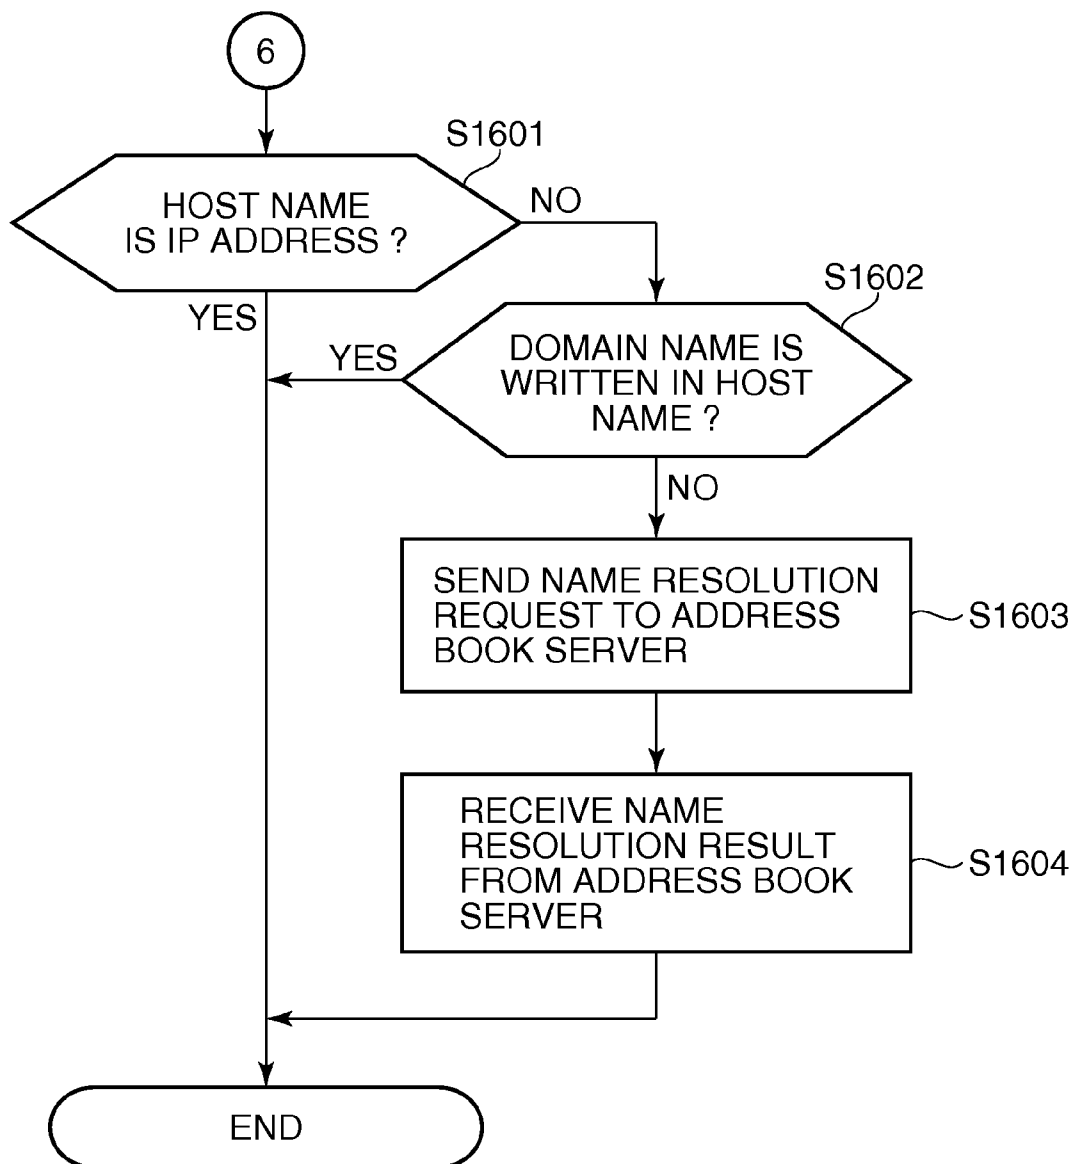 6
S1601
HOST NAME
IS IP ADDRESS ?
NO
YES
S1602
DOMAIN NAME IS
WRITTEN IN HOST
NAME ?
YES
NO
SEND NAME RESOLUTION
REQUEST TO ADDRESS
BOOK SERVER
S1603
RECEIVE NAME
RESOLUTION RESULT
FROM ADDRESS BOOK
SERVER
S1604
END